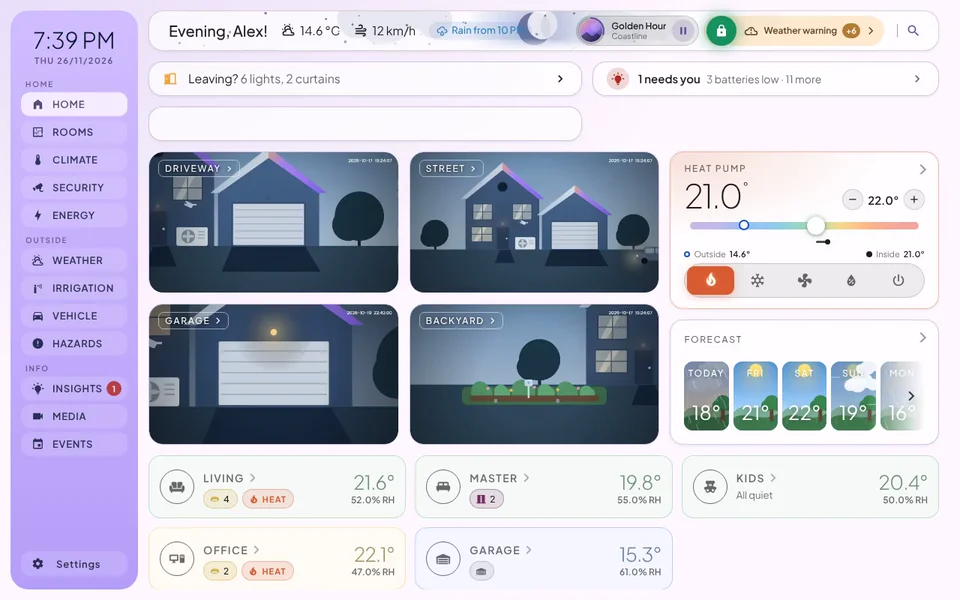 7:39 PM
THU 26/11/2026
HOME
HOME
ROOMS
CLIMATE
SECURITY
ENERGY
OUTSIDE
WEATHER
IRRIGATION
VEHICLE
HAZARDS
INFO
INSIGHTS 1
MEDIA
EVENTS
Settings
Evening, Alex!
14.6 °C
12 km/h
Rain from 10 P
Golden Hour
Coastline
Weather warning +6
Leaving? 6 lights, 2 curtains
1 needs you 3 batteries low · 11 more
DRIVEWAY
STREET
GARAGE
BACKYARD
HEAT PUMP
21.0°
22.0°
Outside 14.6°
Inside 21.0°
FORECAST
TODAY 18°
FRI 21°
SAT 22°
SUN 19°
MON 16°
LIVING
4
HEAT
21.6°
52.0% RH
MASTER
2
19.8°
55.0% RH
KIDS
All quiet
20.4°
50.0% RH
OFFICE
2
HEAT
22.1°
47.0% RH
GARAGE
15.3°
61.0% RH